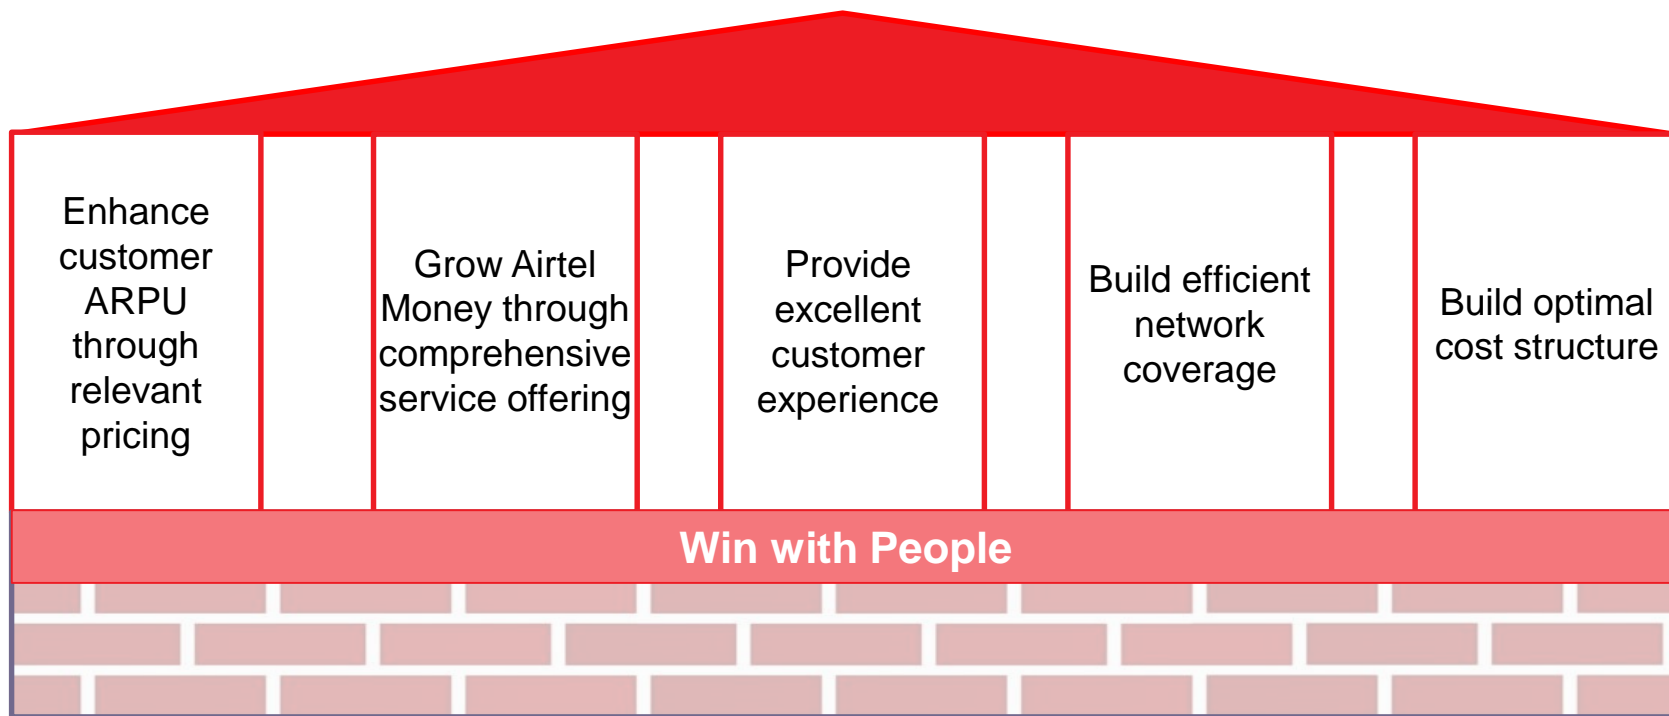 Enhance
customer
ARPU
through
relevant
pricing
Grow Airtel
Money through
comprehensive
service offering
Provide
excellent
customer
experience
Build efficient
network
coverage
Build optimal
cost structure
Win with People